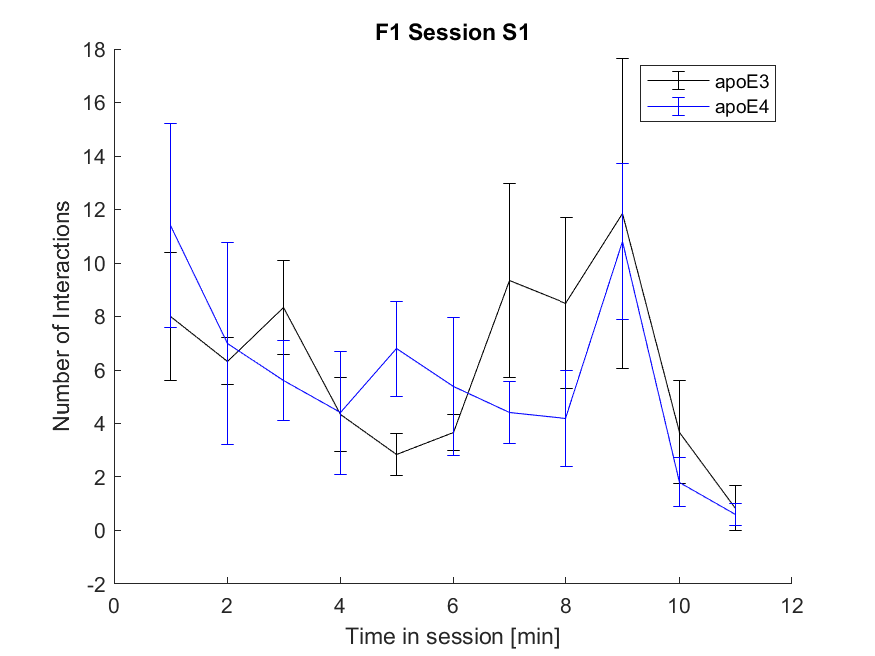 F1 Session S1
apoE3
apoE4
Number of Interactions
18
16
14
12
10
8
6
4
2
0
-2
0 2 4 6 8 10 12
Time in session [min]